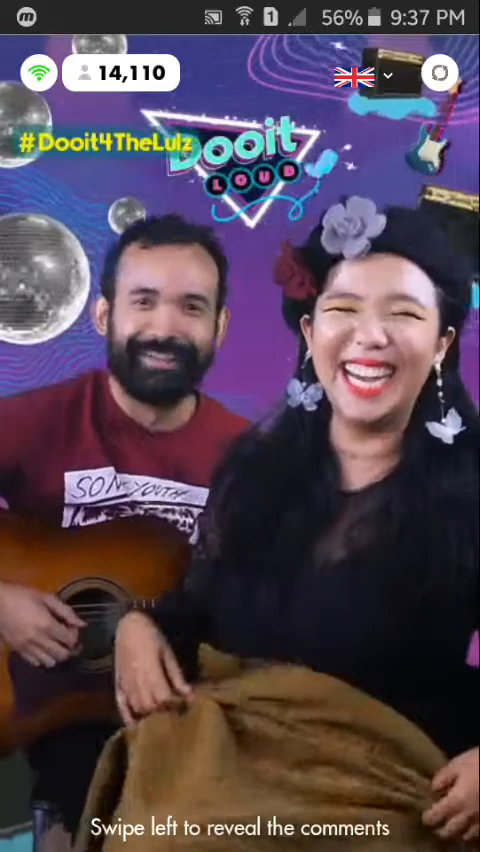 56% 9:37 PM
14,110
#Dooit4TheLulz
Dooit
LOUD
SONIC YOUTH
Swipe left to reveal the comments